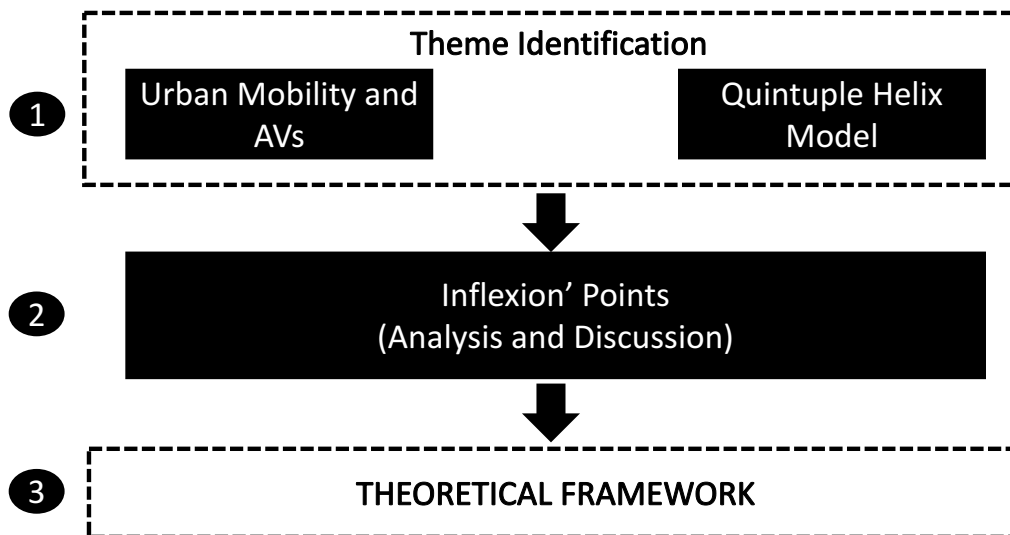 Theme Identification
1
Urban Mobility and
AVs
Quintuple Helix
Model
2
Inflexion’ Points
(Analysis and Discussion)
3
THEORETICAL FRAMEWORK